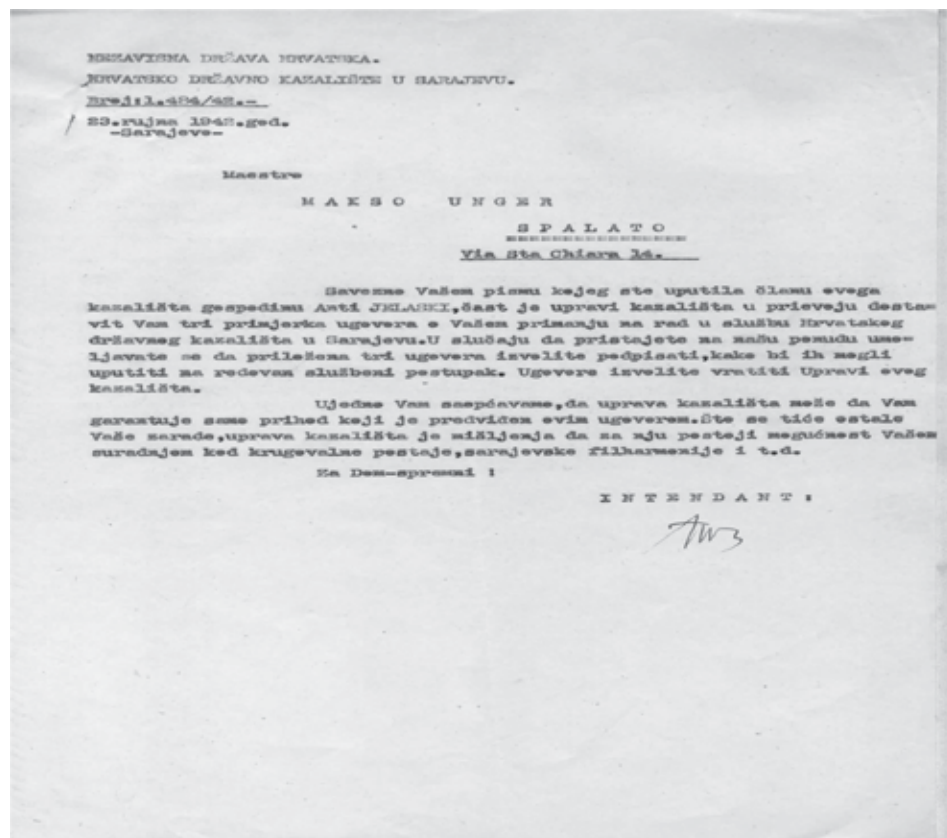 NEZAVISNA DRŽAVA HRVATSKA.
HRVATSKO DRŽAVNO KAZALIŠTE U SARAJEVU.
Broj:1.484/42.-
23.rujna 1942.god.
-Sarajevo-
Maestro
MAKSO UNGER
SPALATO
Via Sta Chiara 14.
Savezno Vašem pismu kojeg ste uputila članu ovoga
kazališta gospodinu Anti JELASKI,čast je upravi kazališta u prievoju dosta-
vit Vam tri primjerka ugovora o Vašem primanju na rad u službu Hrvatskog
državnog kazališta u Sarajevu.U slučaju da pristajete na našu ponudu umo-
ljavate se da priložena tri ugovora izvolite podpisati,kako bi ih mogli
uputiti na redovan službeni postupak. Ugovore izvolite vratiti Upravi ovog
kazališta.
Ujedno Vam saopćavamo,da uprava kazališta može da Vam
garantuje samo prihod koji je predviđen ovim ugovorom.Što se tiče ostale
Vaše zarade,uprava kazališta je mišljenja da za nju postoji mogućnost Vašom
suradnjom kod krugovalne postaje,sarajevske filharmonije i t.d.
Za Dom-spremni !
INTENDANT: